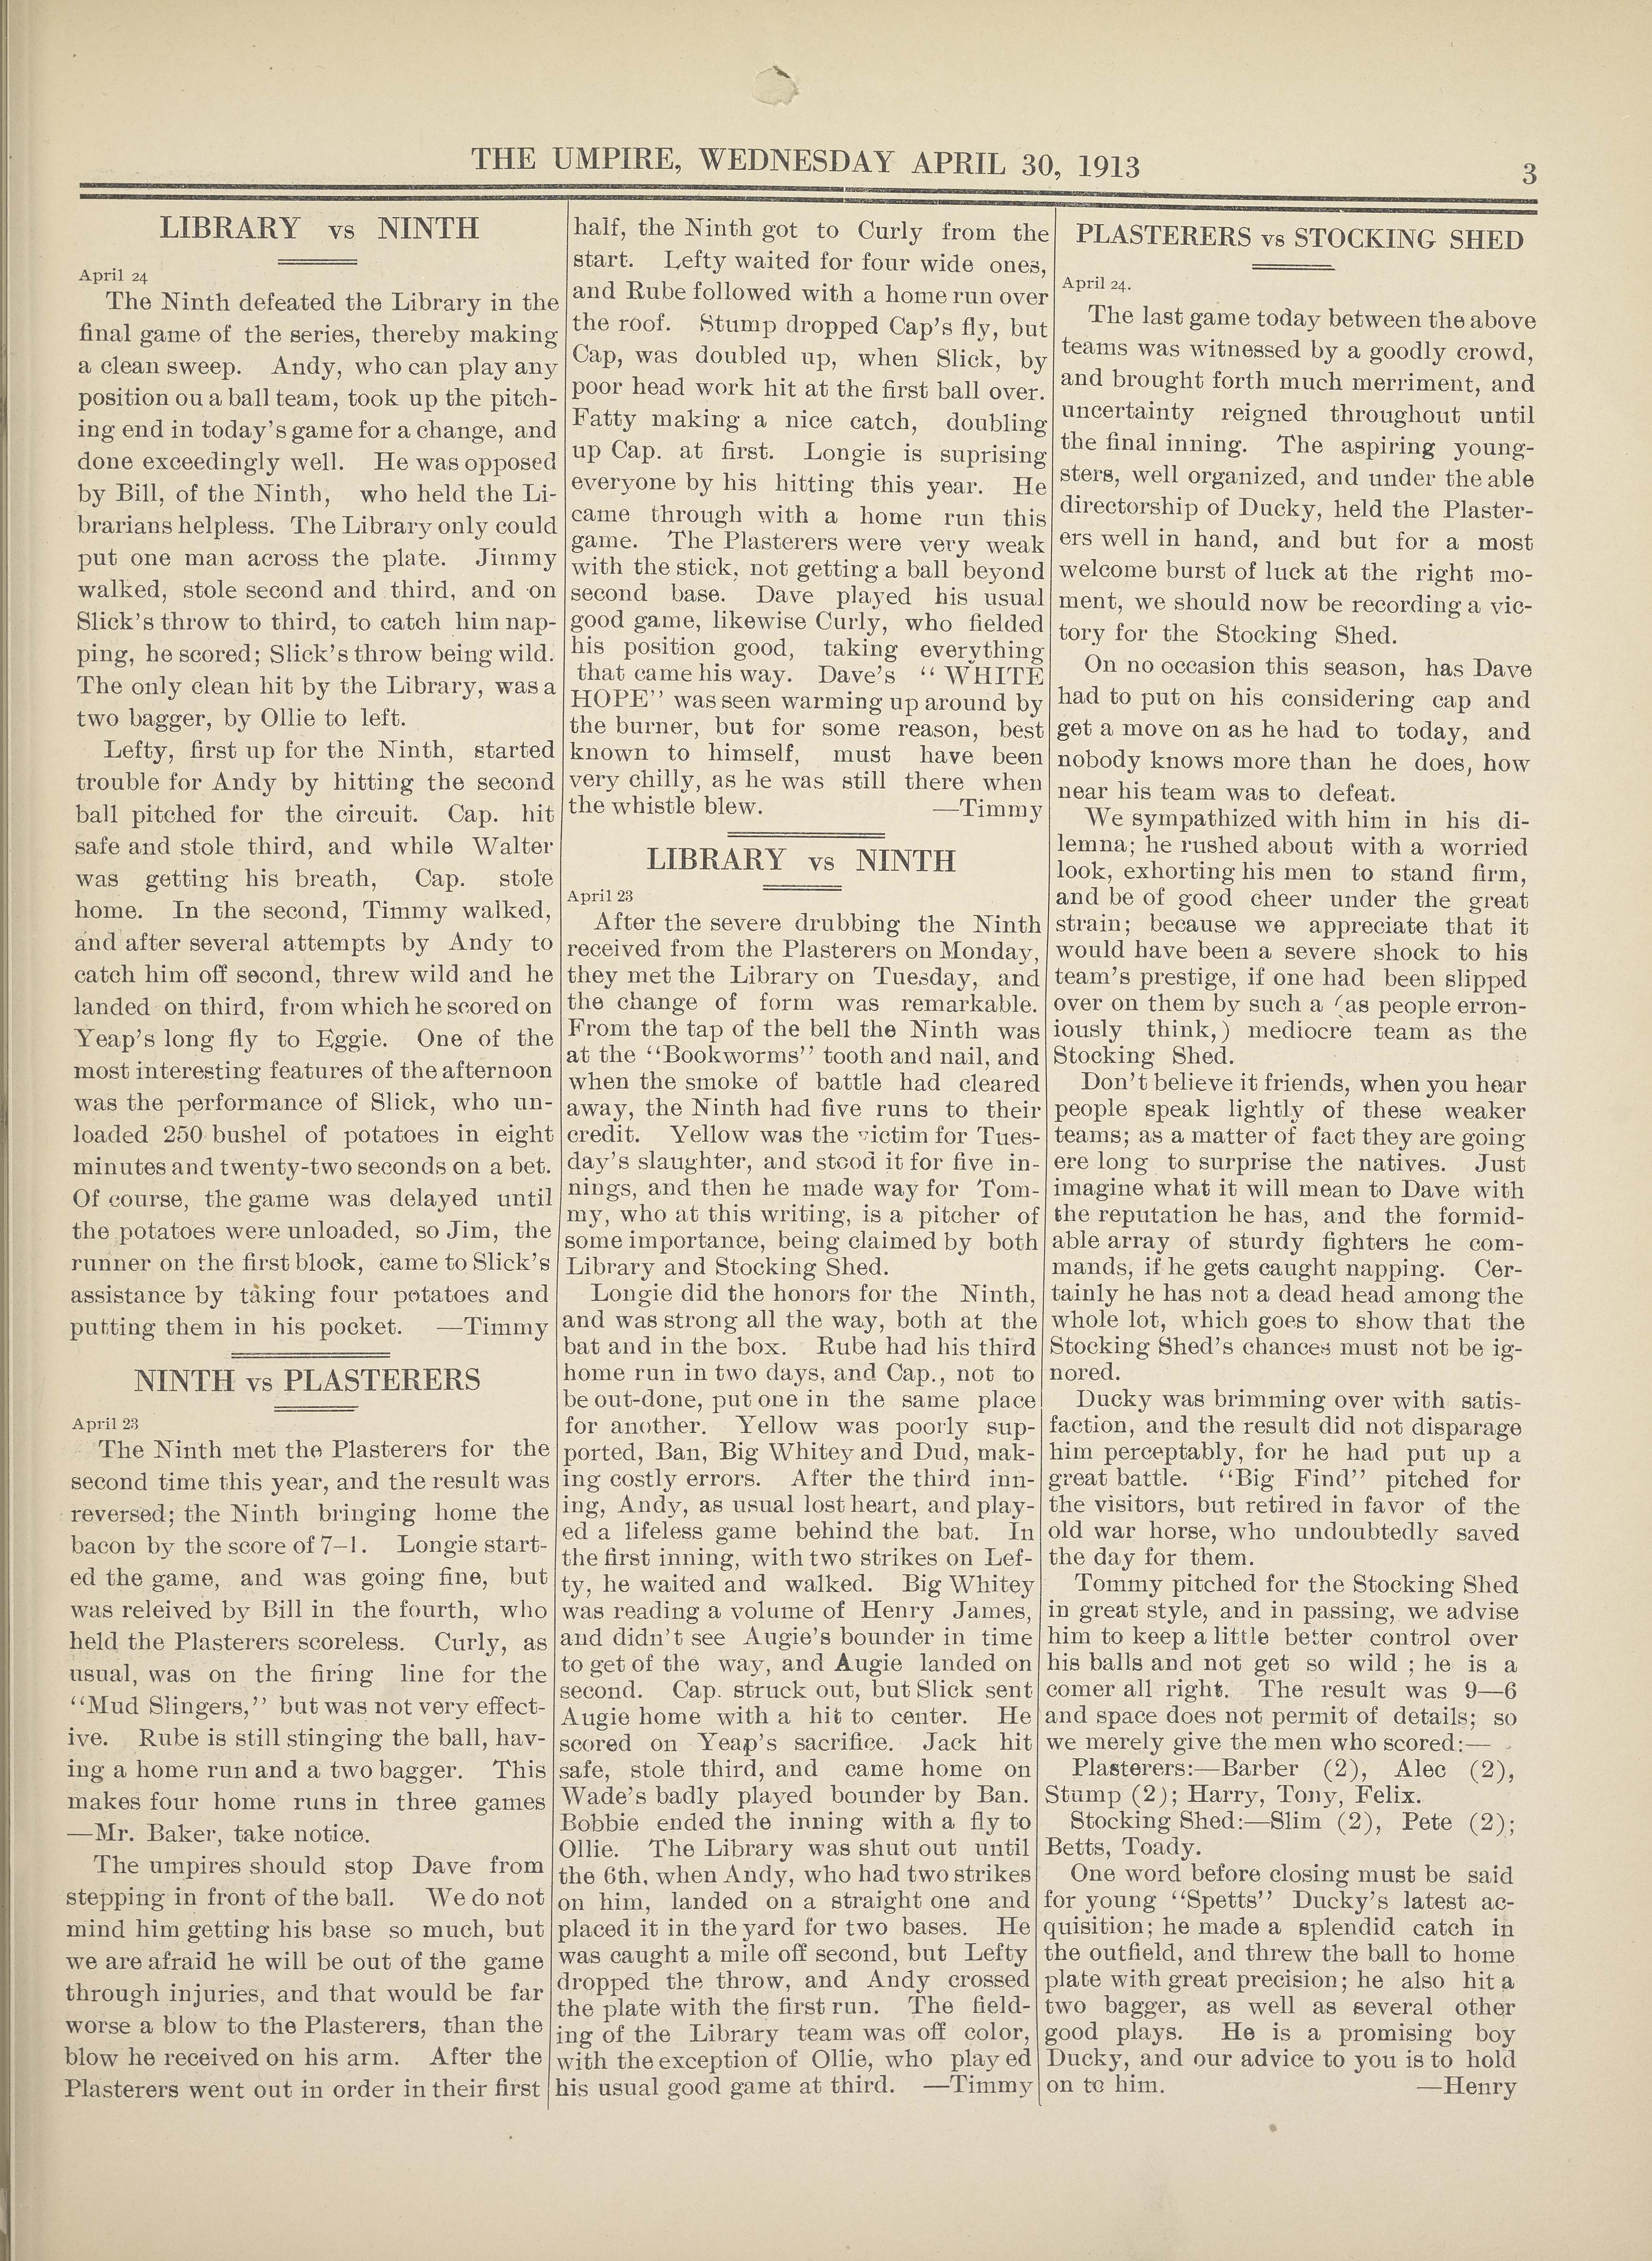 THE UMPIRE, WEDNESDAY APRIL 30, 1913
3
LIBRARY vs NINTH
April 24
The Ninth defeated the Library in the
final game of the series, thereby making
a clean sweep. Andy, who can play any
position ou a ball team, took up the pitch-
ing end in today's game for a change, and
done exceedingly well. He was opposed
by Bill, of the Ninth, who held the Li-
brarians helpless. The Library only could
put one man across the plate. Jimmy
walked, stole second and third, and on
Slick's throw to third, to catch him nap-
ping, he scored; Slick's throw being wild.
The only clean hit by the Library, was a
two bagger, by Ollie to left.
Lefty, first up for the Ninth, started
trouble for Andy by hitting the second
ball pitched for the circuit. Cap. hit
safe and stole third, and while Walter
was getting his breath, Cap. stole
home. In the second, Timmy walked,
and after several attempts by Andy to
catch him off second, threw wild and he
landed on third, from which he scored on
Yeap's long fly to Eggie. One of the
most interesting features of the afternoon
was the performance of Slick, who un-
loaded 250 bushel of potatoes in eight
minutes and twenty-two seconds on a bet.
Of course, the game was delayed until
the potatoes were unloaded, so Jim, the
runner on the first block, came to Slick's
assistance by taking four potatoes and
putting them in his pocket. —Timmy
NINTH vs PLASTERERS
April 23
The Ninth met the Plasterers for the
second time this year, and the result was
reversed; the Ninth bringing home the
bacon by the score of 7–1. Longie start-
ed the game, and was going fine, but
was releived by Bill in the fourth, who
held the Plasterers scoreless. Curly, as
usual, was on the firing line for the
“Mud Slingers,” but was not very effect-
ive. Rube is still stinging the ball, hav-
ing a home run and a two bagger. This
makes four home runs in three games
—Mr. Baker, take notice.
The umpires should stop Dave from
stepping in front of the ball. We do not
mind him getting his base so much, but
we are afraid he will be out of the game
through injuries, and that would be far
worse a blow to the Plasterers, than the
blow he received on his arm. After the
Plasterers went out in order in their first
half, the Ninth got to Curly from the
start. Lefty waited for four wide ones,
and Rube followed with a home run over
the roof. Stump dropped Cap's fly, but
Cap, was doubled up, when Slick, by
poor head work hit at the first ball over.
Fatty making a nice catch, doubling
up Cap. at first. Longie is suprising
everyone by his hitting this year. He
came through with a home run this
game. The Plasterers were very weak
with the stick, not getting a ball beyond
second base. Dave played his usual
good game, likewise Curly, who fielded
his position good, taking everything
that came his way. Dave's “ WHITE
HOPE” was seen warming up around by
the burner, but for some reason, best
known to himself, must have been
very chilly, as he was still there when
the whistle blew. —Timmy
LIBRARY vs NINTH
April 23
After the severe drubbing the Ninth
received from the Plasterers on Monday,
they met the Library on Tuesday, and
the change of form was remarkable.
From the tap of the bell the Ninth was
at the “Bookworms” tooth and nail, and
when the smoke of battle had cleared
away, the Ninth had five runs to their
credit. Yellow was the victim for Tues-
day's slaughter, and stood it for five in-
nings, and then he made way for Tom-
my, who at this writing, is a pitcher of
some importance, being claimed by both
Library and Stocking Shed.
Longie did the honors for the Ninth,
and was strong all the way, both at the
bat and in the box. Rube had his third
home run in two days, and Cap., not to
be out-done, put one in the same place
for another. Yellow was poorly sup-
ported, Ban, Big Whitey and Dud, mak-
ing costly errors. After the third inn-
ing, Andy, as usual lost heart, and play-
ed a lifeless game behind the bat. In
the first inning, with two strikes on Lef-
ty, he waited and walked. Big Whitey
was reading a volume of Henry James,
and didn't see Augie's bounder in time
to get of the way, and Augie landed on
second. Cap. struck out, but Slick sent
Augie home with a hit to center. He
scored on Yeap's sacrifice. Jack hit
safe, stole third, and came home on
Wade's badly played bounder by Ban.
Bobbie ended the inning with a fly to
Ollie. The Library was shut out until
the 6th, when Andy, who had two strikes
on him, landed on a straight one and
placed it in the yard for two bases. He
was caught a mile off second, but Lefty
dropped the throw, and Andy crossed
the plate with the first run. The field-
ing of the Library team was off color,
with the exception of Ollie, who play ed
his usual good game at third. —Timmy
PLASTERERS vs STOCKING SHED
April 24.
The last game today between the above
teams was witnessed by a goodly crowd,
and brought forth much merriment, and
uncertainty reigned throughout until
the final inning. The aspiring young-
sters, well organized, and under the able
directorship of Ducky, held the Plaster-
ers well in hand, and but for a most
welcome burst of luck at the right mo-
ment, we should now be recording a vic-
tory for the Stocking Shed.
On no occasion this season, has Dave
had to put on his considering cap and
get a move on as he had to today, and
nobody knows more than he does, how
near his team was to defeat.
We sympathized with him in his di-
lemna; he rushed about with a worried
look, exhorting his men to stand firm,
and be of good cheer under the great
strain; because we appreciate that it
would have been a severe shock to his
team's prestige, if one had been slipped
over on them by such a (as people erron-
iously think,) mediocre team as the
Stocking Shed.
Don't believe it friends, when you hear
people speak lightly of these weaker
teams; as a matter of fact they are going
ere long to surprise the natives. Just
imagine what it will mean to Dave with
the reputation he has, and the formid-
able array of sturdy fighters he com-
mands, if he gets caught napping. Cer-
tainly he has not a dead head among the
whole lot, which goes to show that the
Stocking Shed's chances must not be ig-
nored.
Ducky was brimming over with satis-
faction, and the result did not disparage
him perceptably, for he had put up a
great battle. “Big Find” pitched for
the visitors, but retired in favor of the
old war horse, who undoubtedly saved
the day for them.
Tommy pitched for the Stocking Shed
in great style, and in passing, we advise
him to keep a little better control over
his balls and not get so wild ; he is a
comer all right. The result was 9—6
and space does not permit of details; so
we merely give the men who scored:—
Plasterers:—Barber (2), Alec (2),
Stump (2); Harry, Tony, Felix.
Stocking Shed:—Slim (2), Pete (2);
Betts, Toady.
One word before closing must be said
for young “Spetts” Ducky's latest ac-
quisition; he made a splendid catch in
the outfield, and threw the ball to home
plate with great precision; he also hit a
two bagger, as well as several other
good plays. He is a promising boy
Ducky, and our advice to you is to hold
on to him. —Henry